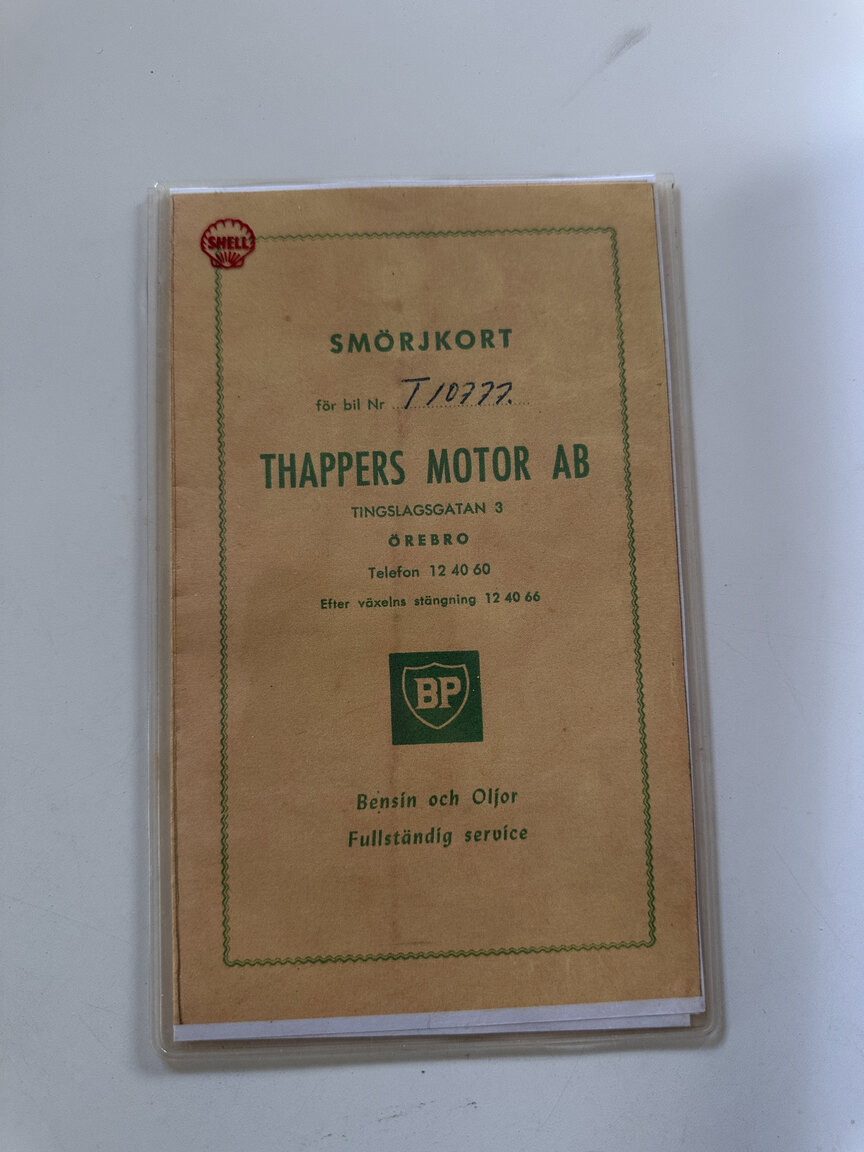 SHELL
SMÖRJKORT
för bil Nr T10777.
THAPPERS MOTOR AB
TINGSLAGSGATAN 3
ÖREBRO
Telefon 12 40 60
Efter växelns stängning 12 40 66
BP
Bensin och Oljor
Fullständig service